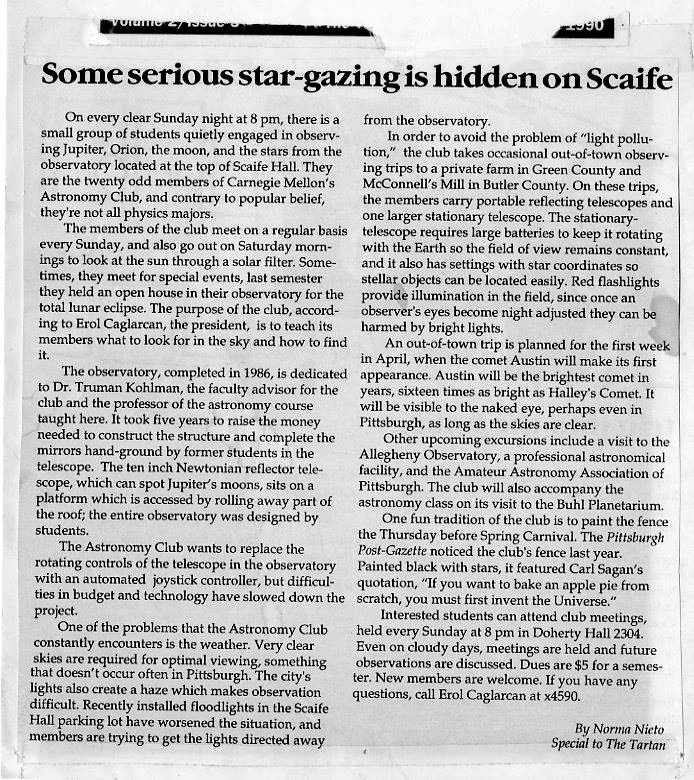 1990
Some serious star-gazing is hidden on Scaife
On every clear Sunday night at 8 pm, there is a
small group of students quietly engaged in observ-
ing Jupiter, Orion, the moon, and the stars from the
observatory located at the top of Scaife Hall. They
are the twenty odd members of Carnegie Mellon's
Astronomy Club, and contrary to popular belief,
they're not all physics majors.
The members of the club meet on a regular basis
every Sunday, and also go out on Saturday morn-
ings to look at the sun through a solar filter. Some-
times, they meet for special events, last semester
they held an open house in their observatory for the
total lunar eclipse. The purpose of the club, accord-
ing to Erol Caglarcan, the president, is to teach its
members what to look for in the sky and how to find
it.
The observatory, completed in 1986, is dedicated
to Dr. Truman Kohlman, the faculty advisor for the
club and the professor of the astronomy course
taught here. It took five years to raise the money
needed to construct the structure and complete the
mirrors hand-ground by former students in the
telescope. The ten inch Newtonian reflector tele-
scope, which can spot Jupiter's moons, sits on a
platform which is accessed by rolling away part of
the roof; the entire observatory was designed by
students.
The Astronomy Club wants to replace the
rotating controls of the telescope in the observatory
with an automated joystick controller, but difficul-
ties in budget and technology have slowed down the
project.
One of the problems that the Astronomy Club
constantly encounters is the weather. Very clear
skies are required for optimal viewing, something
that doesn't occur often in Pittsburgh. The city's
lights also create a haze which makes observation
difficult. Recently installed floodlights in the Scaife
Hall parking lot have worsened the situation, and
members are trying to get the lights directed away
from the observatory.
In order to avoid the problem of "light pollu-
tion," the club takes occasional out-of-town observ-
ing trips to a private farm in Green County and
McConnell's Mill in Butler County. On these trips,
the members carry portable reflecting telescopes and
one larger stationary telescope. The stationary-
telescope requires large batteries to keep it rotating
with the Earth so the field of view remains constant,
and it also has settings with star coordinates so
stellar objects can be located easily. Red flashlights
provide illumination in the field, since once an
observer's eyes become night adjusted they can be
harmed by bright lights.
An out-of-town trip is planned for the first week
in April, when the comet Austin will make its first
appearance. Austin will be the brightest comet in
years, sixteen times as bright as Halley's Comet. It
will be visible to the naked eye, perhaps even in
Pittsburgh, as long as the skies are clear.
Other upcoming excursions include a visit to the
Allegheny Observatory, a professional astronomical
facility, and the Amateur Astronomy Association of
Pittsburgh. The club will also accompany the
astronomy class on its visit to the Buhl Planetarium.
One fun tradition of the club is to paint the fence
the Thursday before Spring Carnival. The Pittsburgh
Post-Gazette noticed the club's fence last year.
Painted black with stars, it featured Carl Sagan's
quotation, "If you want to bake an apple pie from
scratch, you must first invent the Universe."
Interested students can attend club meetings,
held every Sunday at 8 pm in Doherty Hall 2304.
Even on cloudy days, meetings are held and future
observations are discussed. Dues are $5 for a semes-
ter. New members are welcome. If you have any
questions, call Erol Caglarcan at x4590.
By Norma Nieto
Special to The Tartan